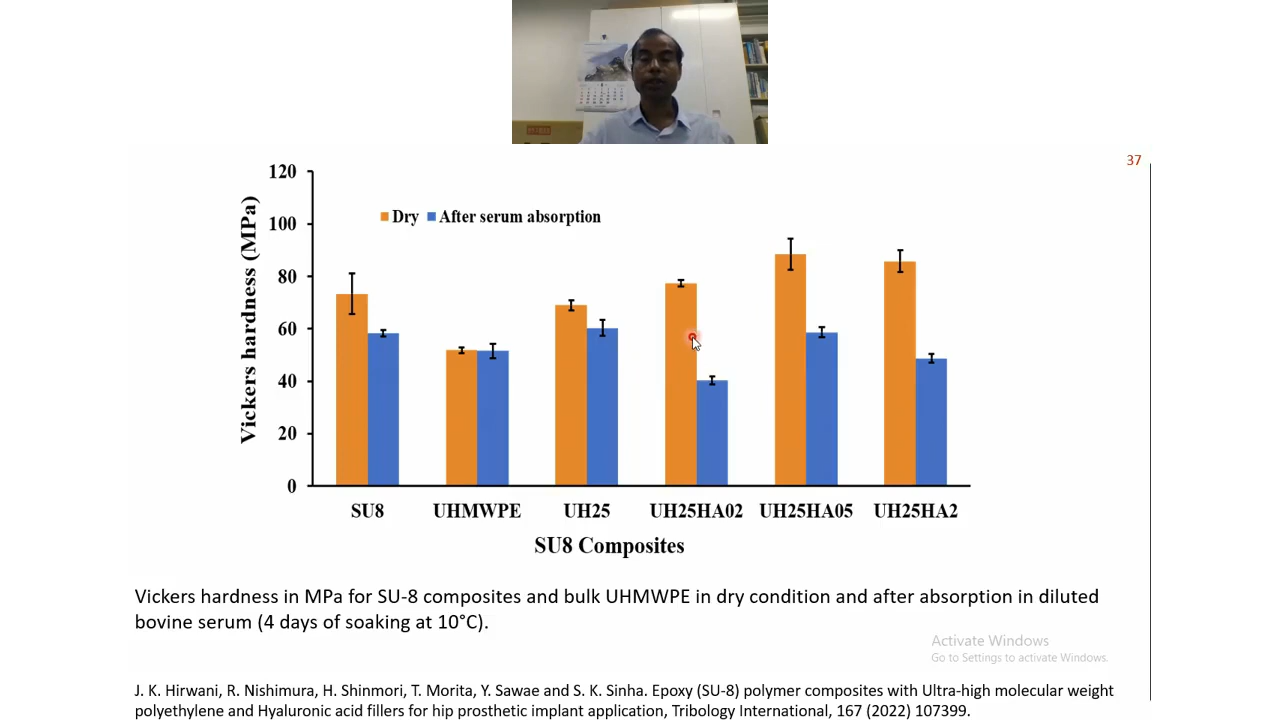 37
120
100
80
60
40
20
0
Vickers hardness (MPa)
Dry After serum absorption
SU8 UHMWPE UH25 UH25HA02 UH25HA05 UH25HA2
SU8 Composites
Vickers hardness in MPa for SU-8 composites and bulk UHMWPE in dry condition and after absorption in diluted
bovine serum (4 days of soaking at 10°C).
Activate Windows
Go to Settings to activate Windows.
J. K. Hirwani, R. Nishimura, H. Shinmori, T. Morita, Y. Sawae and S. K. Sinha. Epoxy (SU-8) polymer composites with Ultra-high molecular weight
polyethylene and Hyaluronic acid fillers for hip prosthetic implant application, Tribology International, 167 (2022) 107399.